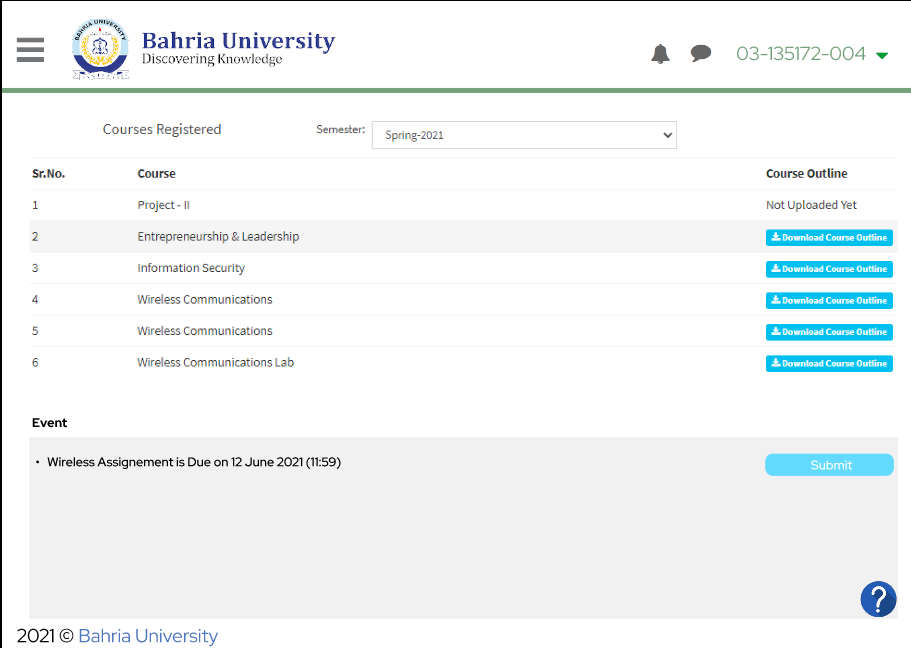 BAHRIA UNIVERSITY
Bahria University
Discovering Knowledge
03-135172-004
Courses Registered Semester: Spring-2021
Sr.No. Course Course Outline
1 Project - II Not Uploaded Yet
2 Entrepreneurship & Leadership Download Course Outline
3 Information Security Download Course Outline
4 Wireless Communications Download Course Outline
5 Wireless Communications Download Course Outline
6 Wireless Communications Lab Download Course Outline
Event
• Wireless Assignement is Due on 12 June 2021 (11:59) Submit
?
2021 © Bahria University